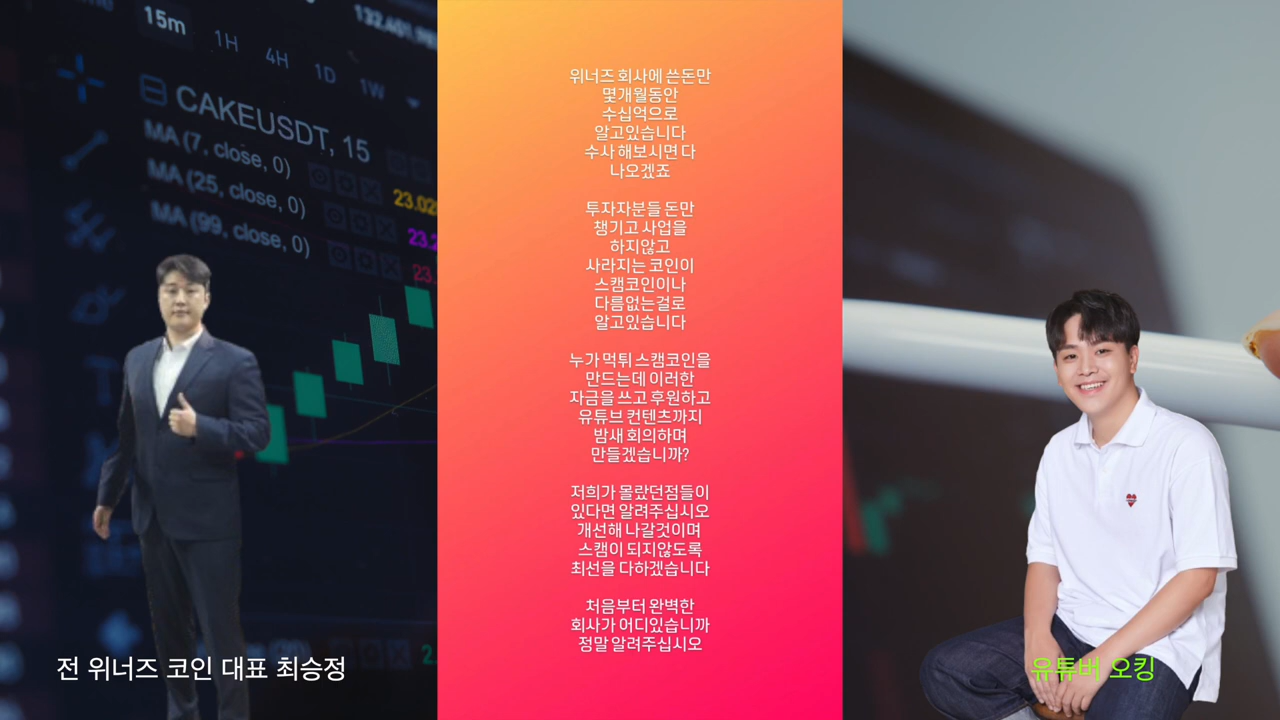 15m
1H
4H
1D
1W
CAKEUSDT, 15
MA (7, close, 0)
MA (25, close, 0)
MA (99, close, 0)
위너즈 회사에 쓴돈만
몇개월동안
수십억으로
알고있습니다
수사 해보시면 다
나오겠죠
투자자분들 돈만
챙기고 사업을
하지않고
사라지는 코인이
스캠코인이나
다름없는걸로
알고있습니다
누가 먹튀 스캠코인을
만드는데 이러한
자금을 쓰고 후원하고
유튜브 컨텐츠까지
밤새 회의하며
만들겠습니까?
저희가 몰랐던점들이
있다면 알려주십시오
개선해 나갈것이며
스캠이 되지않도록
최선을 다하겠습니다
처음부터 완벽한
회사가 어디있습니까
정말 알려주십시오
전 위너즈 코인 대표 최승정
유튜버 오킹